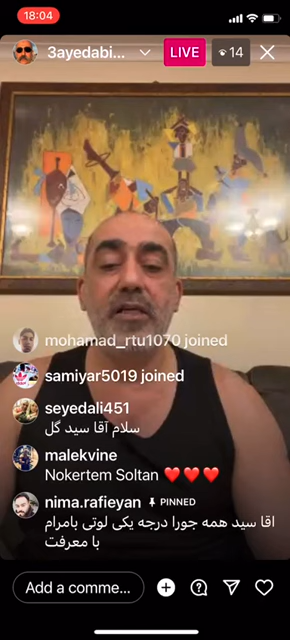 18:04
3ayedabi...
LIVE
14
mohamad_rtu1070 joined
samiyar5019 joined
seyedali451
سلام آقا سید گل
malekvine
Nokertem Soltan ❤️❤️❤️
nima.rafieyan PINNED
اقا سید همه جورا درجه یکی لوتی بامرام
با معرفت
Add a comme...